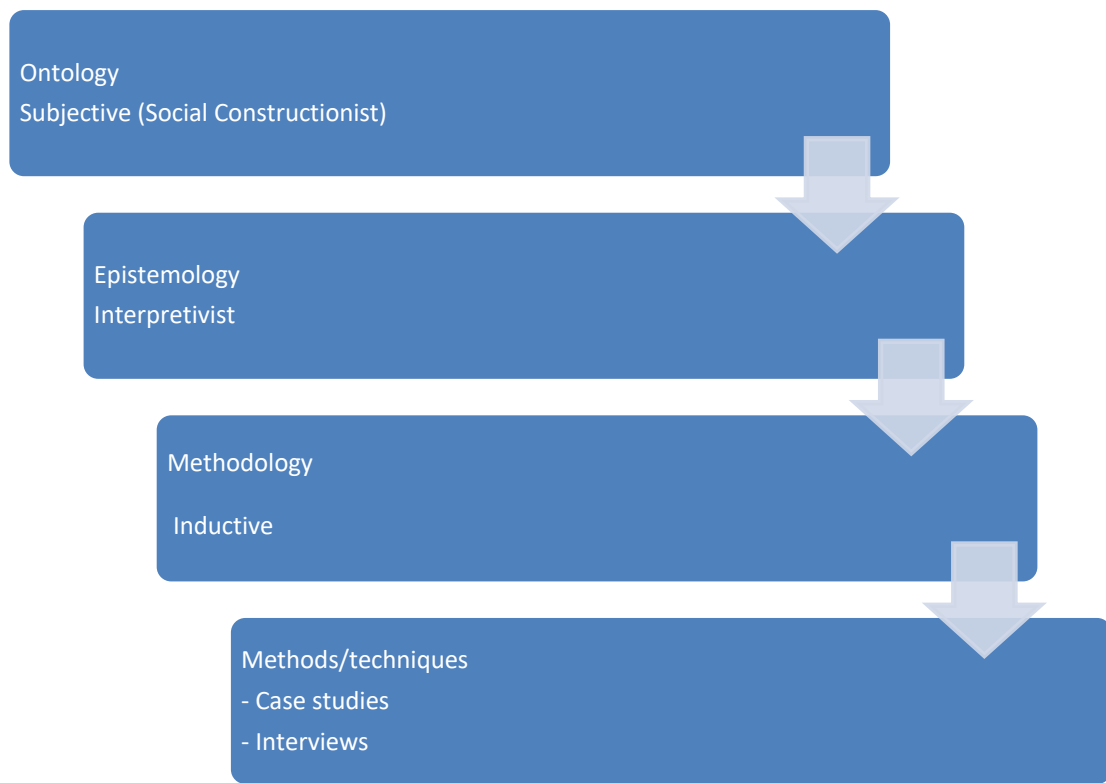 Ontology
Subjective (Social Constructionist)
Epistemology
Interpretivist
Methodology
Inductive
Methods/techniques
- Case studies
- Interviews